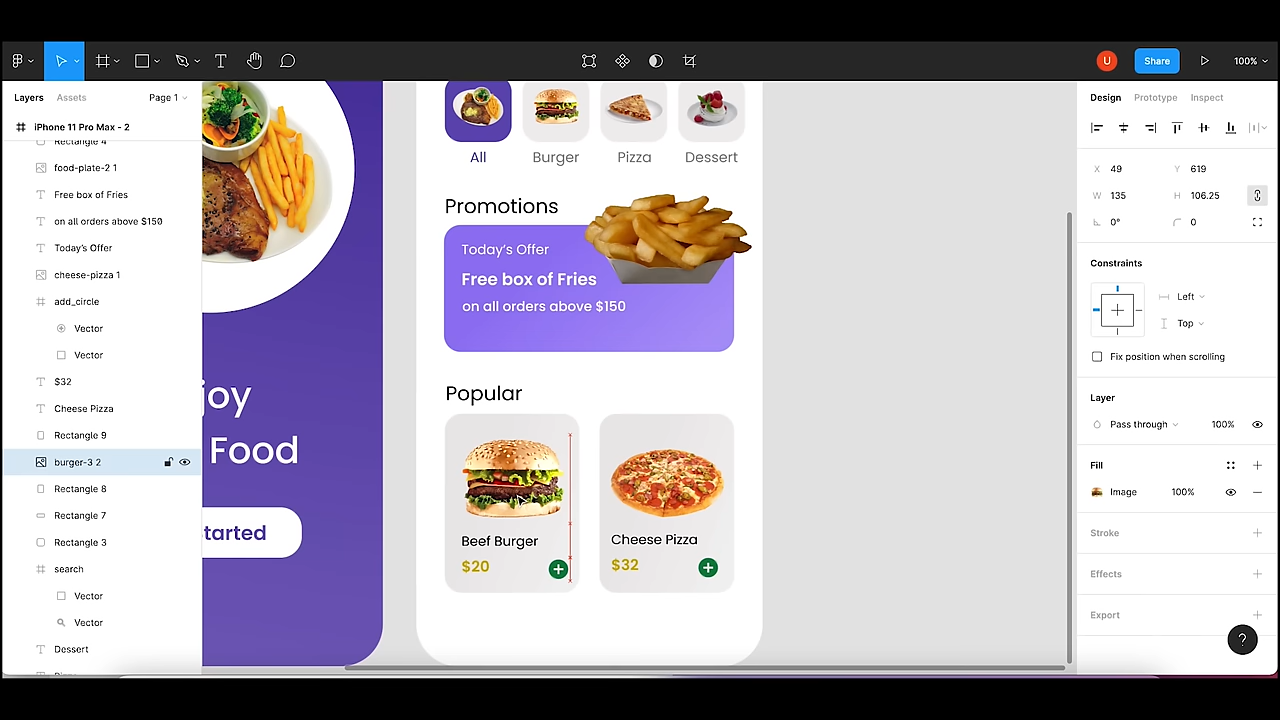 U
Share
100%
Layers
Assets
Page 1
Design
Prototype
Inspect
iPhone 11 Pro Max - 2
Rectangle 4
food-plate-2 1
Free box of Fries
on all orders above $150
Today's Offer
cheese-pizza 1
add_circle
Vector
Vector
$32
Cheese Pizza
Rectangle 9
burger-3 2
Rectangle 8
Rectangle 7
Rectangle 3
search
Vector
Vector
Dessert
joy
Food
tarted
All
Burger
Pizza
Dessert
Promotions
Today's Offer
Free box of Fries
on all orders above $150
Popular
Beef Burger
$20
Cheese Pizza
$32
X 49
Y 619
W 135
H 106.25
0°
0
Constraints
Left
Top
Fix position when scrolling
Layer
Pass through
100%
Fill
Image
100%
Stroke
Effects
Export
?